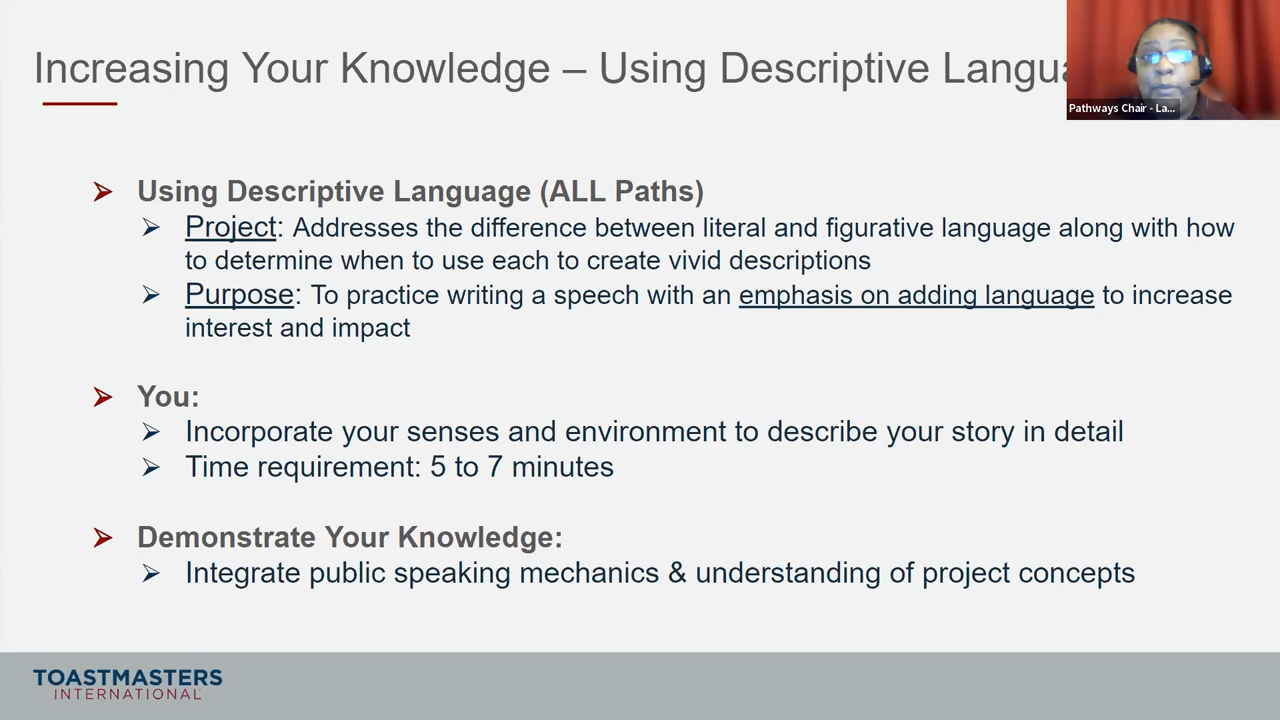 Increasing Your Knowledge – Using Descriptive Langua
Pathways Chair - La...
Using Descriptive Language (ALL Paths)
Project: Addresses the difference between literal and figurative language along with how
to determine when to use each to create vivid descriptions
Purpose: To practice writing a speech with an emphasis on adding language to increase
interest and impact
You:
Incorporate your senses and environment to describe your story in detail
Time requirement: 5 to 7 minutes
Demonstrate Your Knowledge:
Integrate public speaking mechanics & understanding of project concepts
TOASTMASTERS
INTERNATIONAL